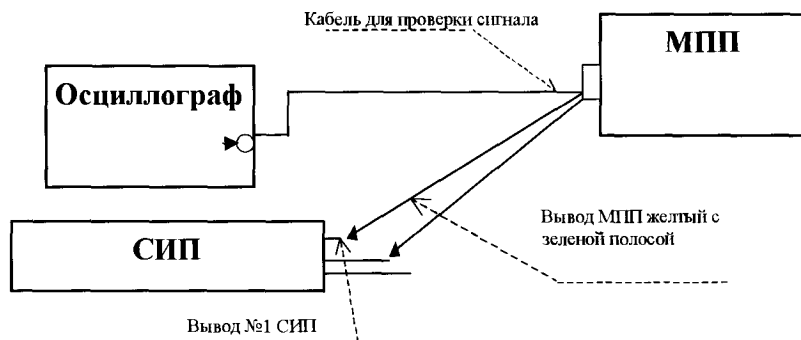 Кабель для проверки сигнала
МПП
Осциллограф
Вывод МПП желтый с
зеленой полосой
СИП
Вывод №1 СИП